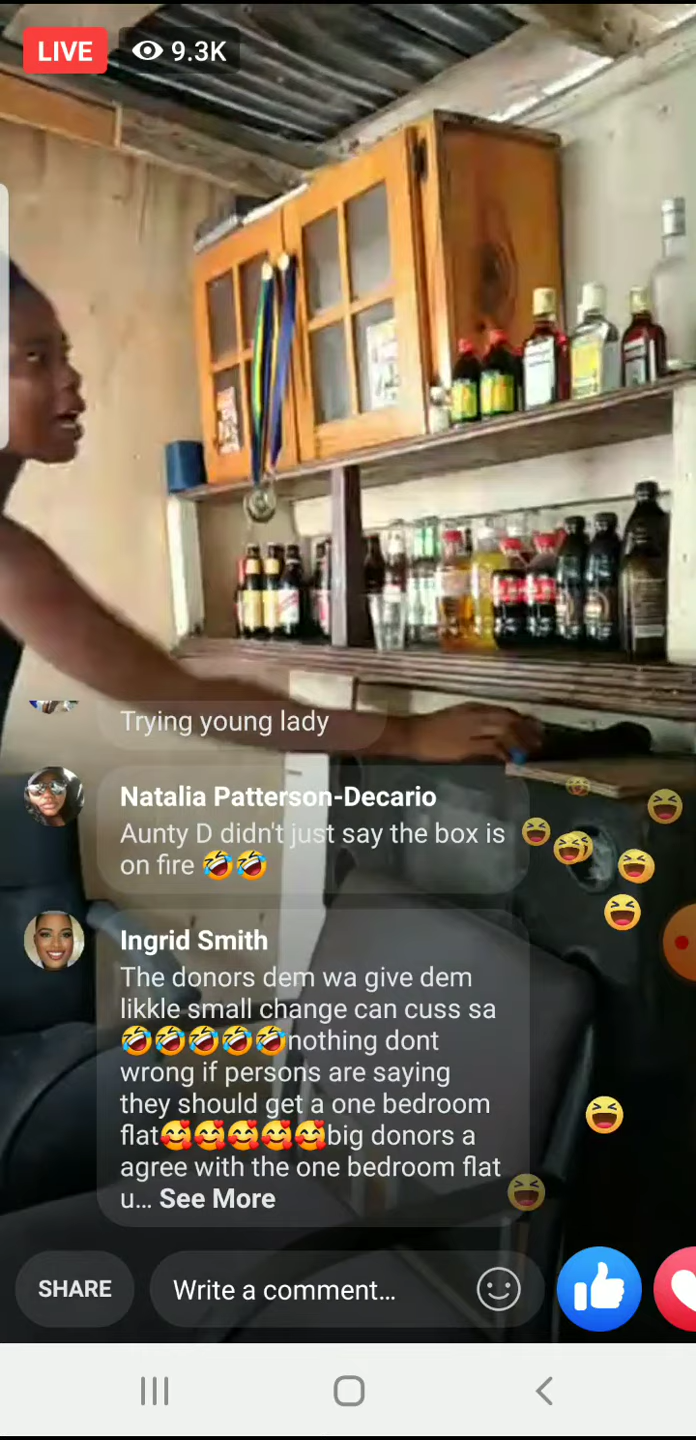 LIVE 9.3K
Trying young lady
Natalia Patterson-Decario
Aunty D didn't just say the box is
on fire 🤣🤣
Ingrid Smith
The donors dem wa give dem
likkle small change can cuss sa
🤣🤣🤣🤣🤣nothing dont
wrong if persons are saying
they should get a one bedroom
flat🥰🥰🥰🥰🥰big donors a
agree with the one bedroom flat
u... See More
SHARE
Write a comment...